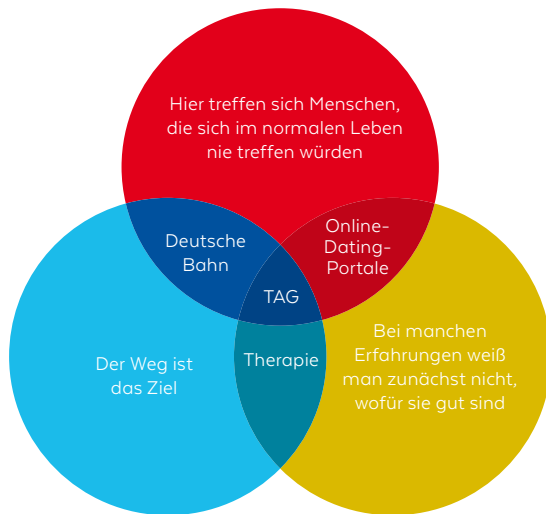 Hier treffen sich Menschen,
die sich im normalen Leben
nie treffen würden
Deutsche
Bahn
Online-
Dating-
Portale
TAG
Der Weg ist
das Ziel
Therapie
Bei manchen
Erfahrungen weiß
man zunächst nicht,
wofür sie gut sind